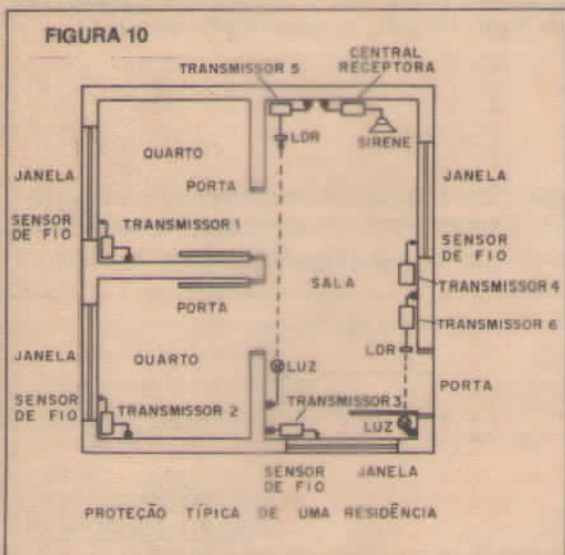 FIGURA 10
TRANSMISSOR 5
CENTRAL
RECEPTORA
LDR
SIRENE
QUARTO
JANELA
PORTA
JANELA
SENSOR
DE FIO
TRANSMISSOR 1
SENSOR
DE FIO
SALA
TRANSMISSOR 4
PORTA
TRANSMISSOR 6
JANELA
QUARTO
LDR
LUZ
PORTA
SENSOR
DE FIO
TRANSMISSOR 2
TRANSMISSOR 3
LUZ
SENSOR
DE FIO
JANELA
PROTEÇÃO TÍPICA DE UMA RESIDÊNCIA